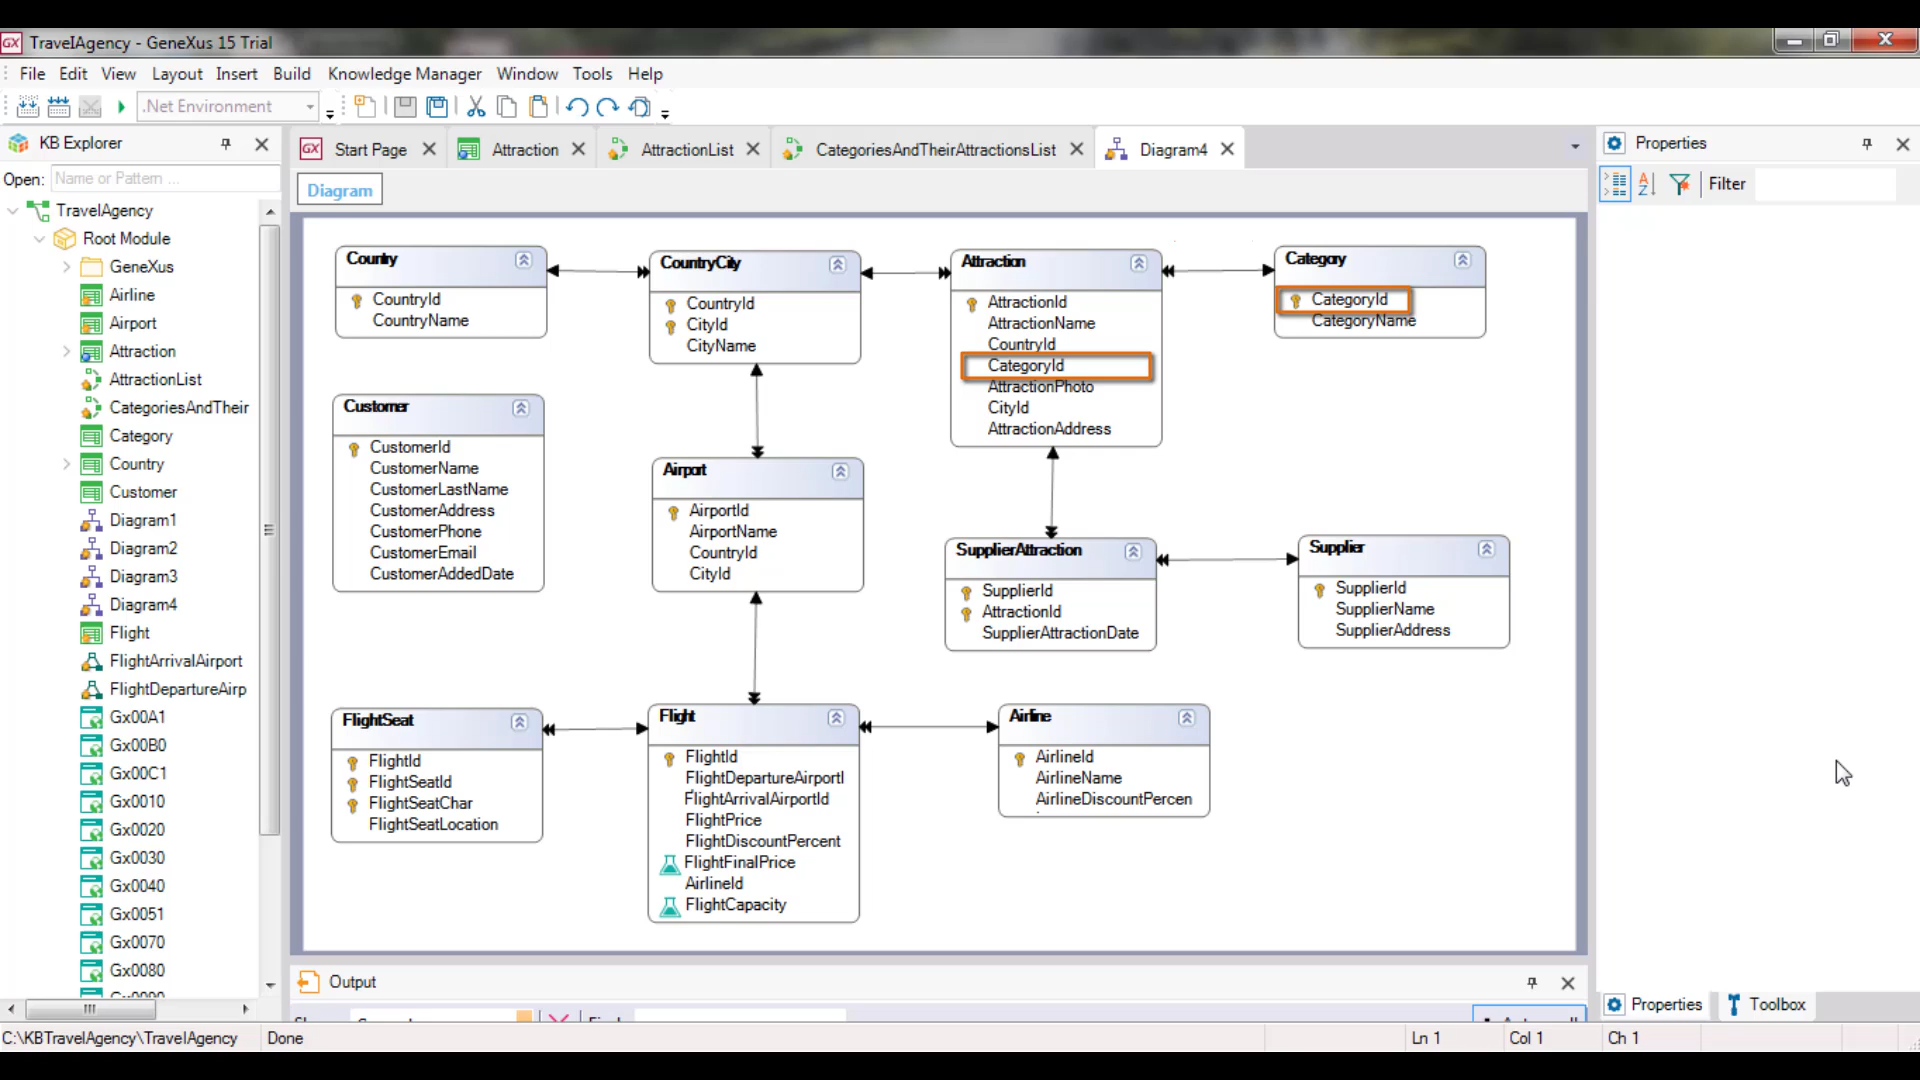 TravelAgency - GeneXus 15 Trial
File Edit View Layout Insert Build Knowledge Manager Window Tools Help
.Net Environment
KB Explorer
Open: Name or Pattern ...
TravelAgency
Root Module
GeneXus
Airline
Airport
Attraction
AttractionList
CategoriesAndTheir
Category
Country
Customer
Diagram1
Diagram2
Diagram3
Diagram4
Flight
FlightArrivalAirport
FlightDepartureAirp
Gx00A1
Gx00B0
Gx00C1
Gx0010
Gx0020
Gx0030
Gx0040
Gx0051
Gx0070
Gx0080
Start Page Attraction AttractionList CategoriesAndTheirAttractionsList Diagram4
Diagram
Country
CountryId
CountryName
CountryCity
CountryId
CityId
CityName
Attraction
AttractionId
AttractionName
CountryId
CategoryId
AttractionPhoto
CityId
AttractionAddress
Category
CategoryId
CategoryName
Customer
CustomerId
CustomerName
CustomerLastName
CustomerAddress
CustomerPhone
CustomerEmail
CustomerAddedDate
Airport
AirportId
AirportName
CountryId
CityId
SupplierAttraction
SupplierId
AttractionId
SupplierAttractionDate
Supplier
SupplierId
SupplierName
SupplierAddress
FlightSeat
FlightId
FlightSeatId
FlightSeatChar
FlightSeatLocation
Flight
FlightId
FlightDepartureAirportI
FlightArrivalAirportId
FlightPrice
FlightDiscountPercent
FlightFinalPrice
AirlineId
FlightCapacity
Airline
AirlineId
AirlineName
AirlineDiscountPercen
Output
Properties
Filter
Properties Toolbox
C:\KBTravelAgency\TravelAgency Done Ln 1 Col 1 Ch 1